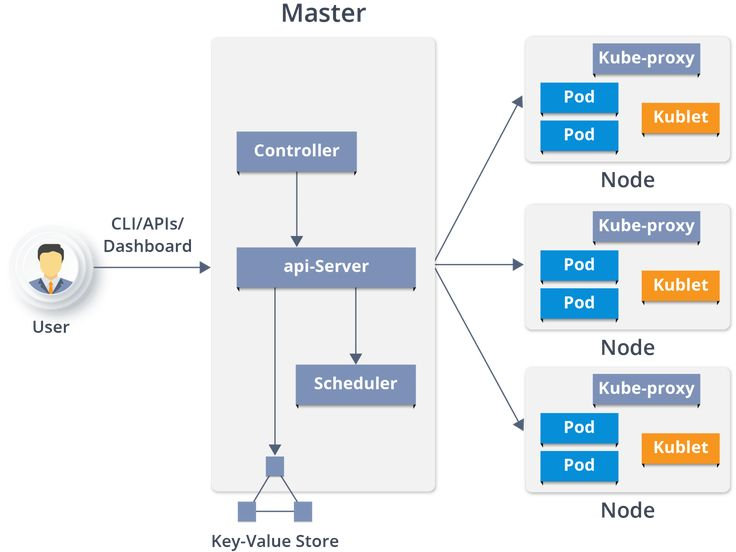 Master
Controller
CLI/APIs/
Dashboard
User
api-Server
Scheduler
Key-Value Store
Kube-proxy
Pod
Pod
Kublet
Node
Kube-proxy
Pod
Pod
Kublet
Node
Kube-proxy
Pod
Pod
Kublet
Node